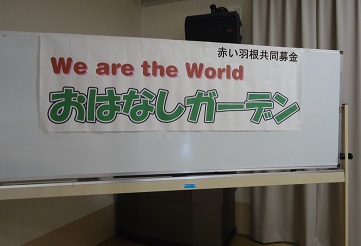 赤い羽根共同募金
We are the World
おはなしガーデン